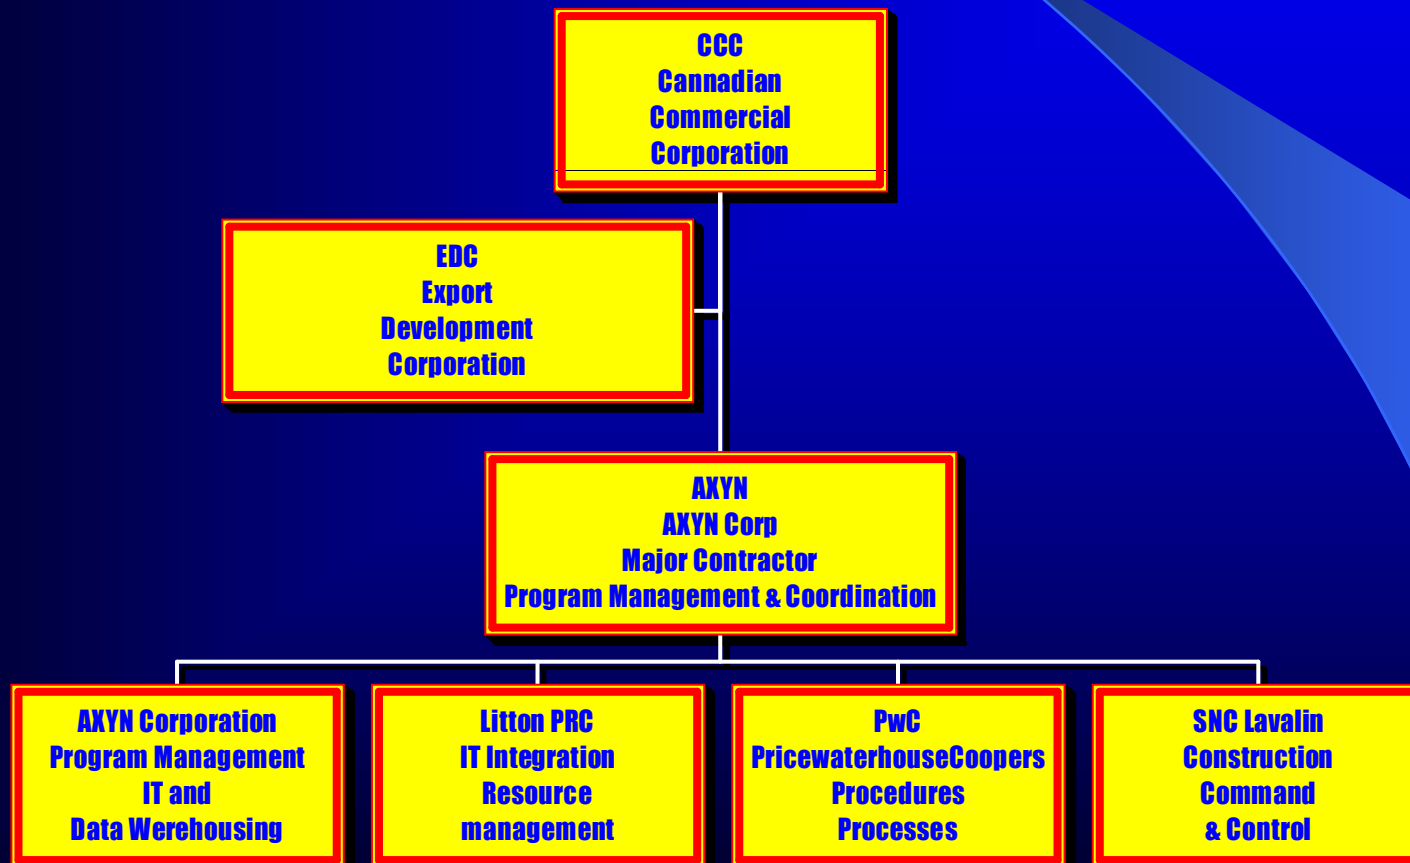 CCC
Cannadian
Commercial
Corporation
EDC
Export
Development
Corporation
AXYN
AXYN Corp
Major Contractor
Program Management & Coordination
AXYN Corporation
Program Management
IT and
Data Werehousing
Litton PRC
IT Integration
Resource
management
PwC
PricewaterhouseCoopers
Procedures
Processes
SNC Lavalin
Construction
Command
& Control